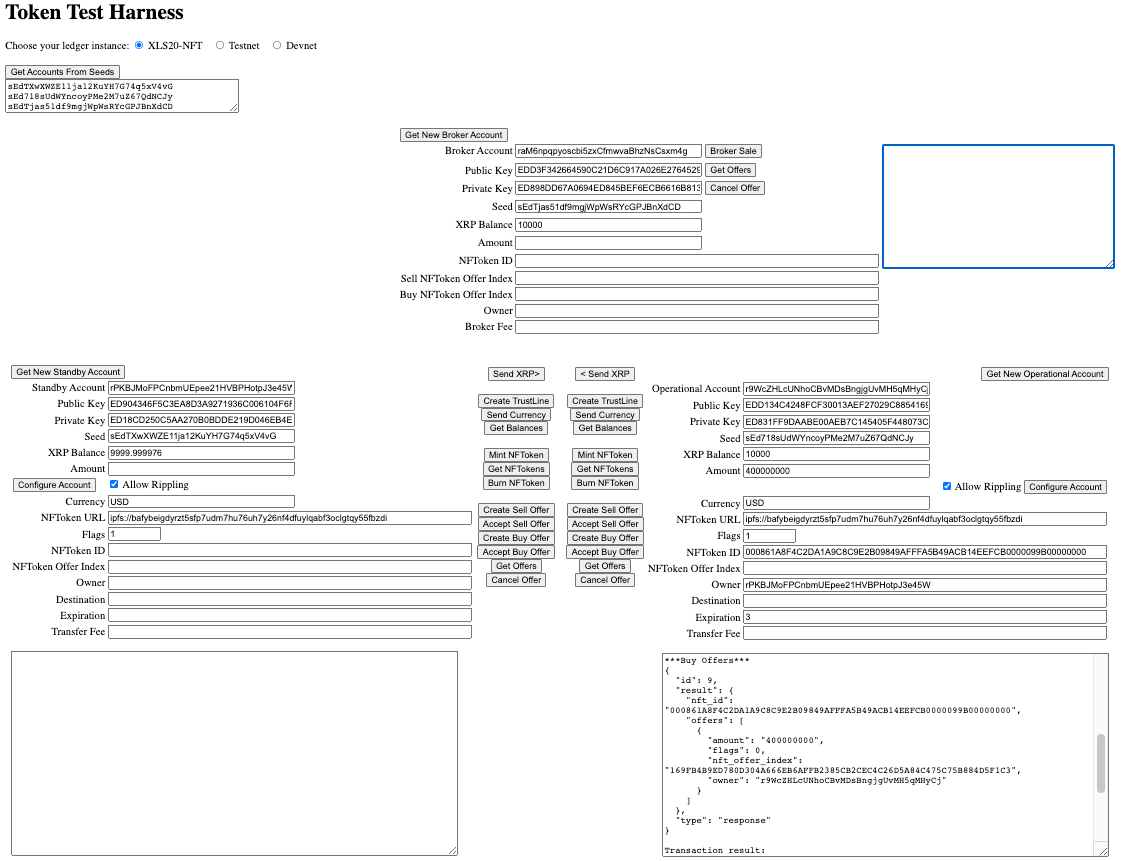 Token Test Harness
Choose your ledger instance: XLS20-NFT Testnet Devnet
Get Accounts From Seeds
sEdTXwXWZE11ja12KuYH7G74q5xV4vG
sEd718sUdWYncoyPMe2M7uZ67QdNCJy
sEdTjas51df9mgjWpWsRYcGPJBnXdCD
Get New Broker Account
Broker Account raM6npqpyoscbi5zxCfmwvaBhzNsCsxm4g Broker Sale
Public Key EDD3F342664590C21D6C917A026E2764529 Get Offers
Private Key ED898DD67A0694ED845BEF6ECB6616B813 Cancel Offer
Seed sEdTjas51df9mgjWpWsRYcGPJBnXdCD
XRP Balance 10000
Amount
NFToken ID
Sell NFToken Offer Index
Buy NFToken Offer Index
Owner
Broker Fee
Get New Standby Account
Standby Account rPKBJMoFPCnbmUEpee21HVBPHotpJ3e45W
Public Key ED904346F5C3EA8D3A9271936C006104F6F
Private Key ED18CD250C5AA270B0BDDE219D046EB4E
Seed sEdTXwXWZE11ja12KuYH7G74q5xV4vG
XRP Balance 9999.999976
Amount
Configure Account Allow Rippling
Currency USD
NFToken URL ipfs://bafybeigdyrzt5sfp7udm7hu76uh7y26nf4dfuylqabf3oclgtqy55fbzdi
Flags 1
NFToken ID
NFToken Offer Index
Owner
Destination
Expiration
Transfer Fee
Send XRP> < Send XRP
Create TrustLine Create TrustLine
Send Currency Send Currency
Get Balances Get Balances
Mint NFToken Mint NFToken
Get NFTokens Get NFTokens
Burn NFToken Burn NFToken
Create Sell Offer Create Sell Offer
Accept Sell Offer Accept Sell Offer
Create Buy Offer Create Buy Offer
Accept Buy Offer Accept Buy Offer
Get Offers Get Offers
Cancel Offer Cancel Offer
Get New Operational Account
Operational Account r9WcZHLcUNhoCBvMDsBngjgUvMH5qMHyCj
Public Key EDD134C4248FCF30013AEF27029C8854169
Private Key ED831FF9DAABE00AEB7C145405F448073C
Seed sEd718sUdWYncoyPMe2M7uZ67QdNCJy
XRP Balance 10000
Amount 400000000
Allow Rippling Configure Account
Currency USD
NFToken URL ipfs://bafybeigdyrzt5sfp7udm7hu76uh7y26nf4dfuylqabf3oclgtqy55fbzdi
Flags 1
NFToken ID 000861A8F4C2DA1A9C8C9E2B09849AFFFA5B49ACB14EEFCB0000099B00000000
NFToken Offer Index
Owner rPKBJMoFPCnbmUEpee21HVBPHotpJ3e45W
Destination
Expiration 3
Transfer Fee
***Buy Offers***
{
"id": 9,
"result": {
"nft_id":
"000861A8F4C2DA1A9C8C9E2B09849AFFFA5B49ACB14EEFCB0000099B00000000",
"offers": [
{
"amount": "400000000",
"flags": 0,
"nft_offer_index":
"169FB4B9ED780D304A666EB6AFFB2385CB2CEC4C26D5A84C475C75B884D5F1C3",
"owner": "r9WcZHLcUNhoCBvMDsBngjgUvMH5qMHyCj"
}
]
},
"type": "response"
}
Transaction result: